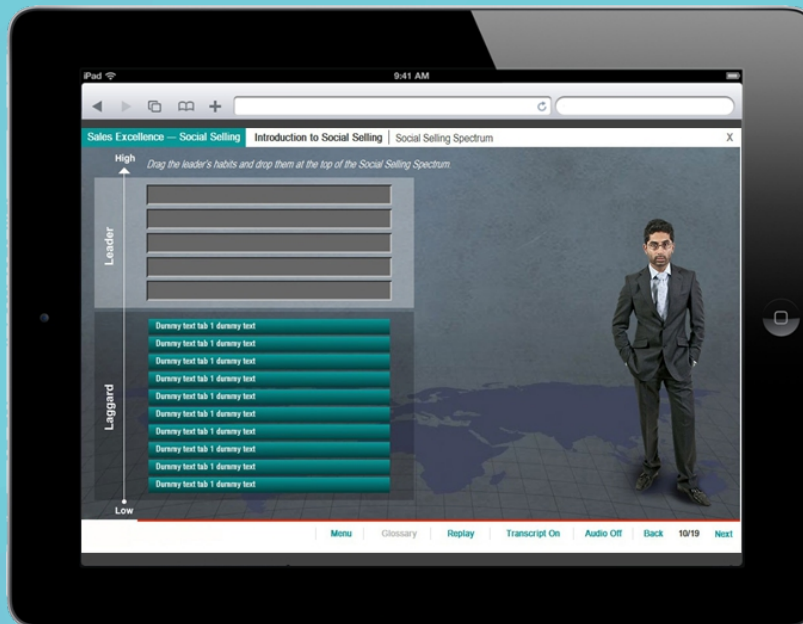 iPad 9:41 AM
Sales Excellence — Social Selling Introduction to Social Selling | Social Selling Spectrum X
High
Drag the leader's habits and drop them at the top of the Social Selling Spectrum.
Leader
Dummy text tab 1 dummy text
Dummy text tab 1 dummy text
Dummy text tab 1 dummy text
Dummy text tab 1 dummy text
Dummy text tab 1 dummy text
Dummy text tab 1 dummy text
Dummy text tab 1 dummy text
Dummy text tab 1 dummy text
Dummy text tab 1 dummy text
Dummy text tab 1 dummy text
Laggard
Low
Menu Glossary Replay Transcript On Audio Off Back 10/19 Next